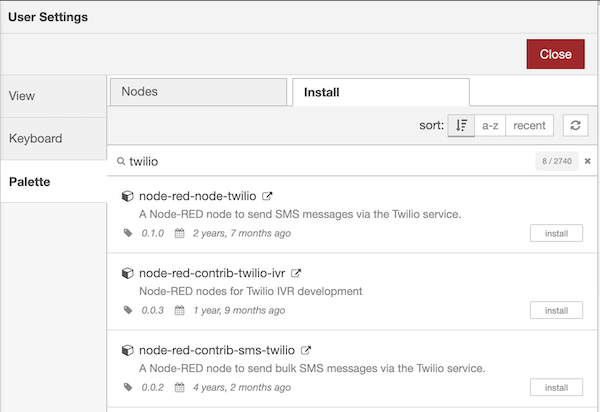 User Settings
Close
View
Keyboard
Palette
Nodes
Install
sort:
a-z
recent
twilio
8 / 2740
node-red-node-twilio
A Node-RED node to send SMS messages via the Twilio service.
0.1.0 2 years, 7 months ago
install
node-red-contrib-twilio-ivr
Node-RED nodes for Twilio IVR development
0.0.3 1 year, 9 months ago
install
node-red-contrib-sms-twilio
A Node-RED node to send bulk SMS messages via the Twilio service.
0.0.2 4 years, 2 months ago
install